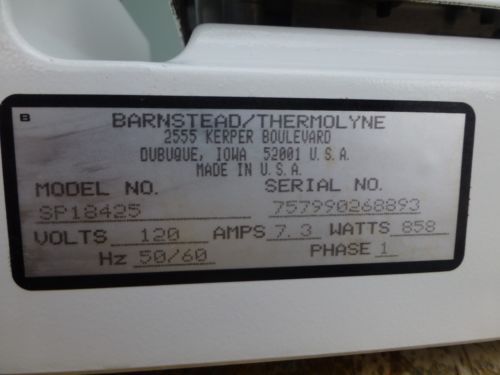 B
BARNSTEAD/THERMOLYNE
2555 KERPER BOULEVARD
DUBUQUE, IOWA 52001 U.S.A.
MADE IN U.S.A.
MODEL NO. SERIAL NO.
SP18425 757990268893
VOLTS 120 AMPS 7.3 WATTS 858
Hz 50/60 PHASE 1